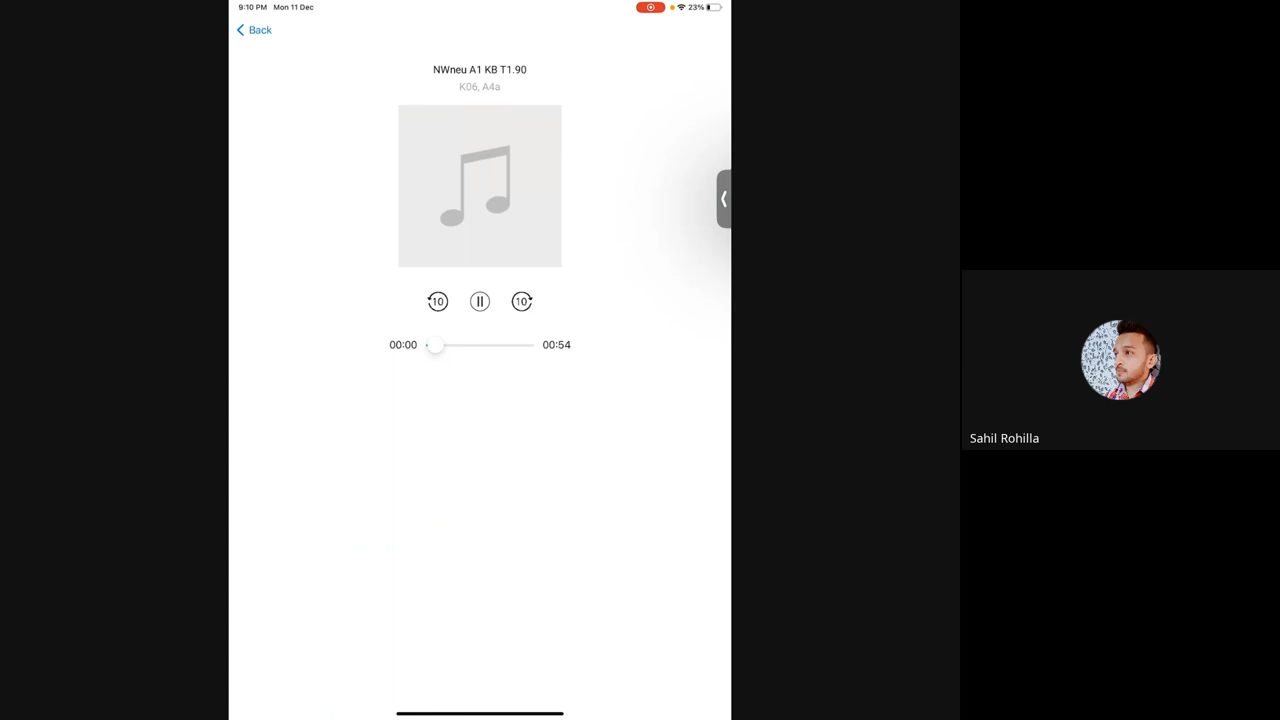 9:10 PM Mon 11 Dec
23%
Back
NWneu A1 KB T1.90
K06, A4a
10
10
00:00
00:54
Sahil Rohilla